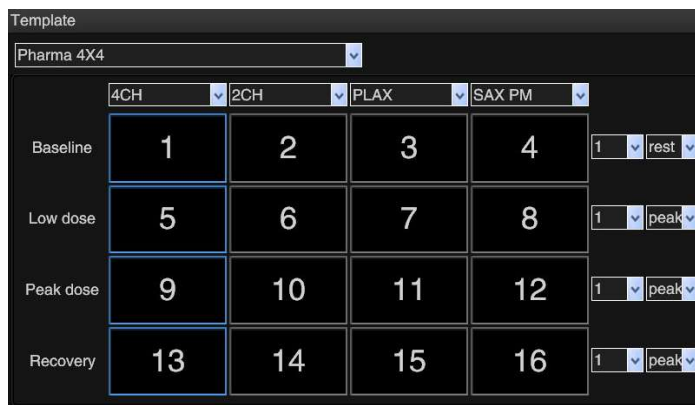 Template
Pharma 4X4
4CH 2CH PLAX SAX PM
Baseline 1 2 3 4 1 rest
Low dose 5 6 7 8 1 peak
Peak dose 9 10 11 12 1 peak
Recovery 13 14 15 16 1 peak